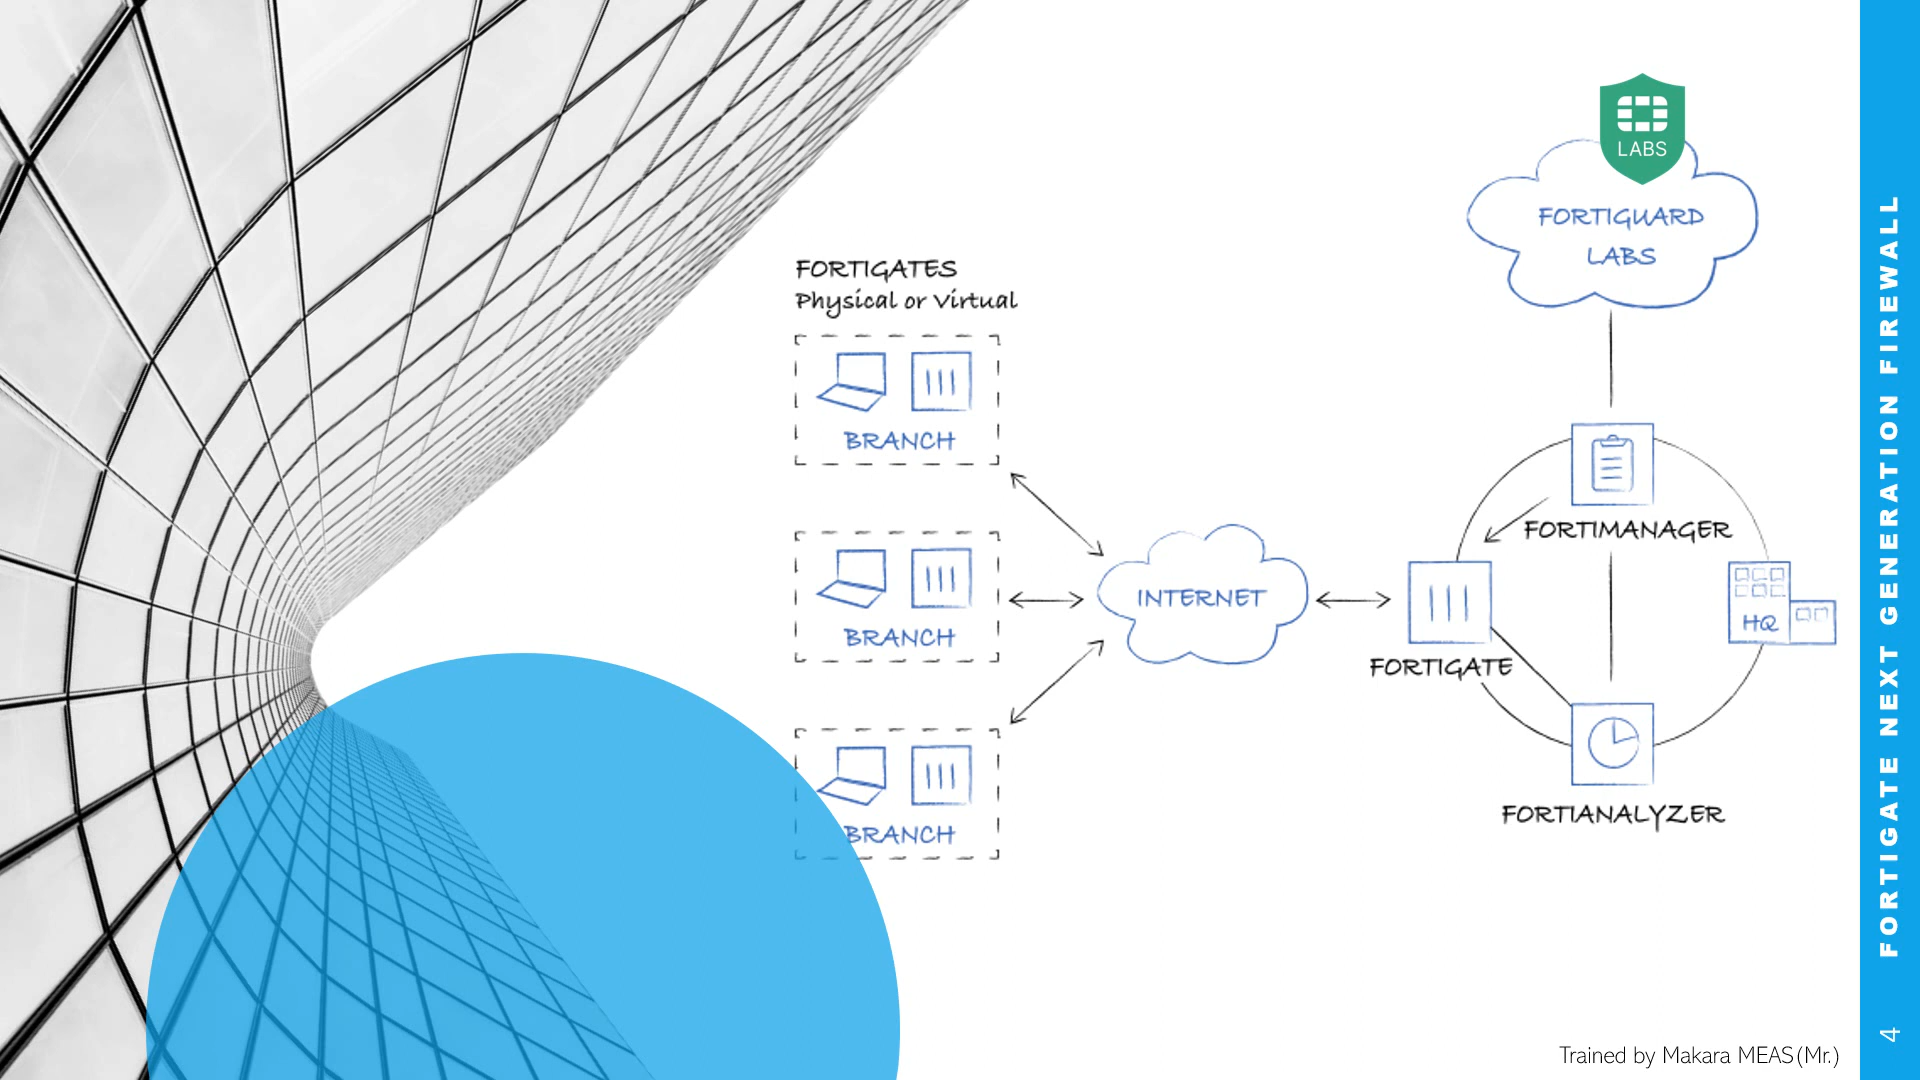 LABS
FORTIGUARD
LABS
FORTIGATES
Physical or Virtual
BRANCH
FORTIMANAGER
BRANCH
INTERNET
HQ
FORTIGATE
BRANCH
FORTIANALYZER
FORTIGATE NEXT GENERATION FIREWALL
4
Trained by Makara MEAS(Mr.)